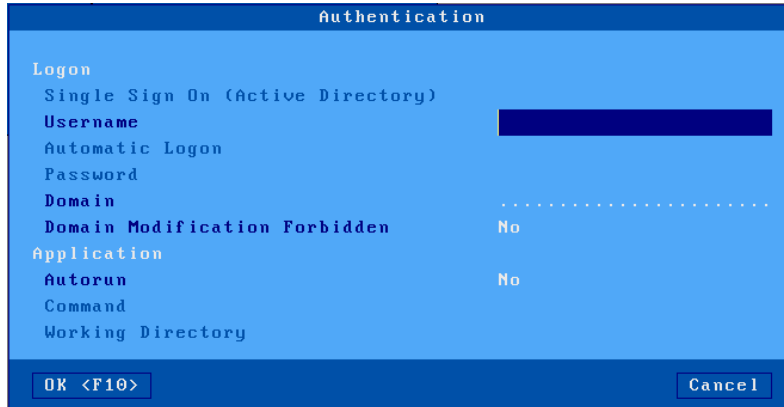 Authentication
Logon
Single Sign On (Active Directory)
Username
Automatic Logon
Password
Domain .......................
Domain Modification Forbidden No
Application
Autorun No
Command
Working Directory
OK <F10> Cancel